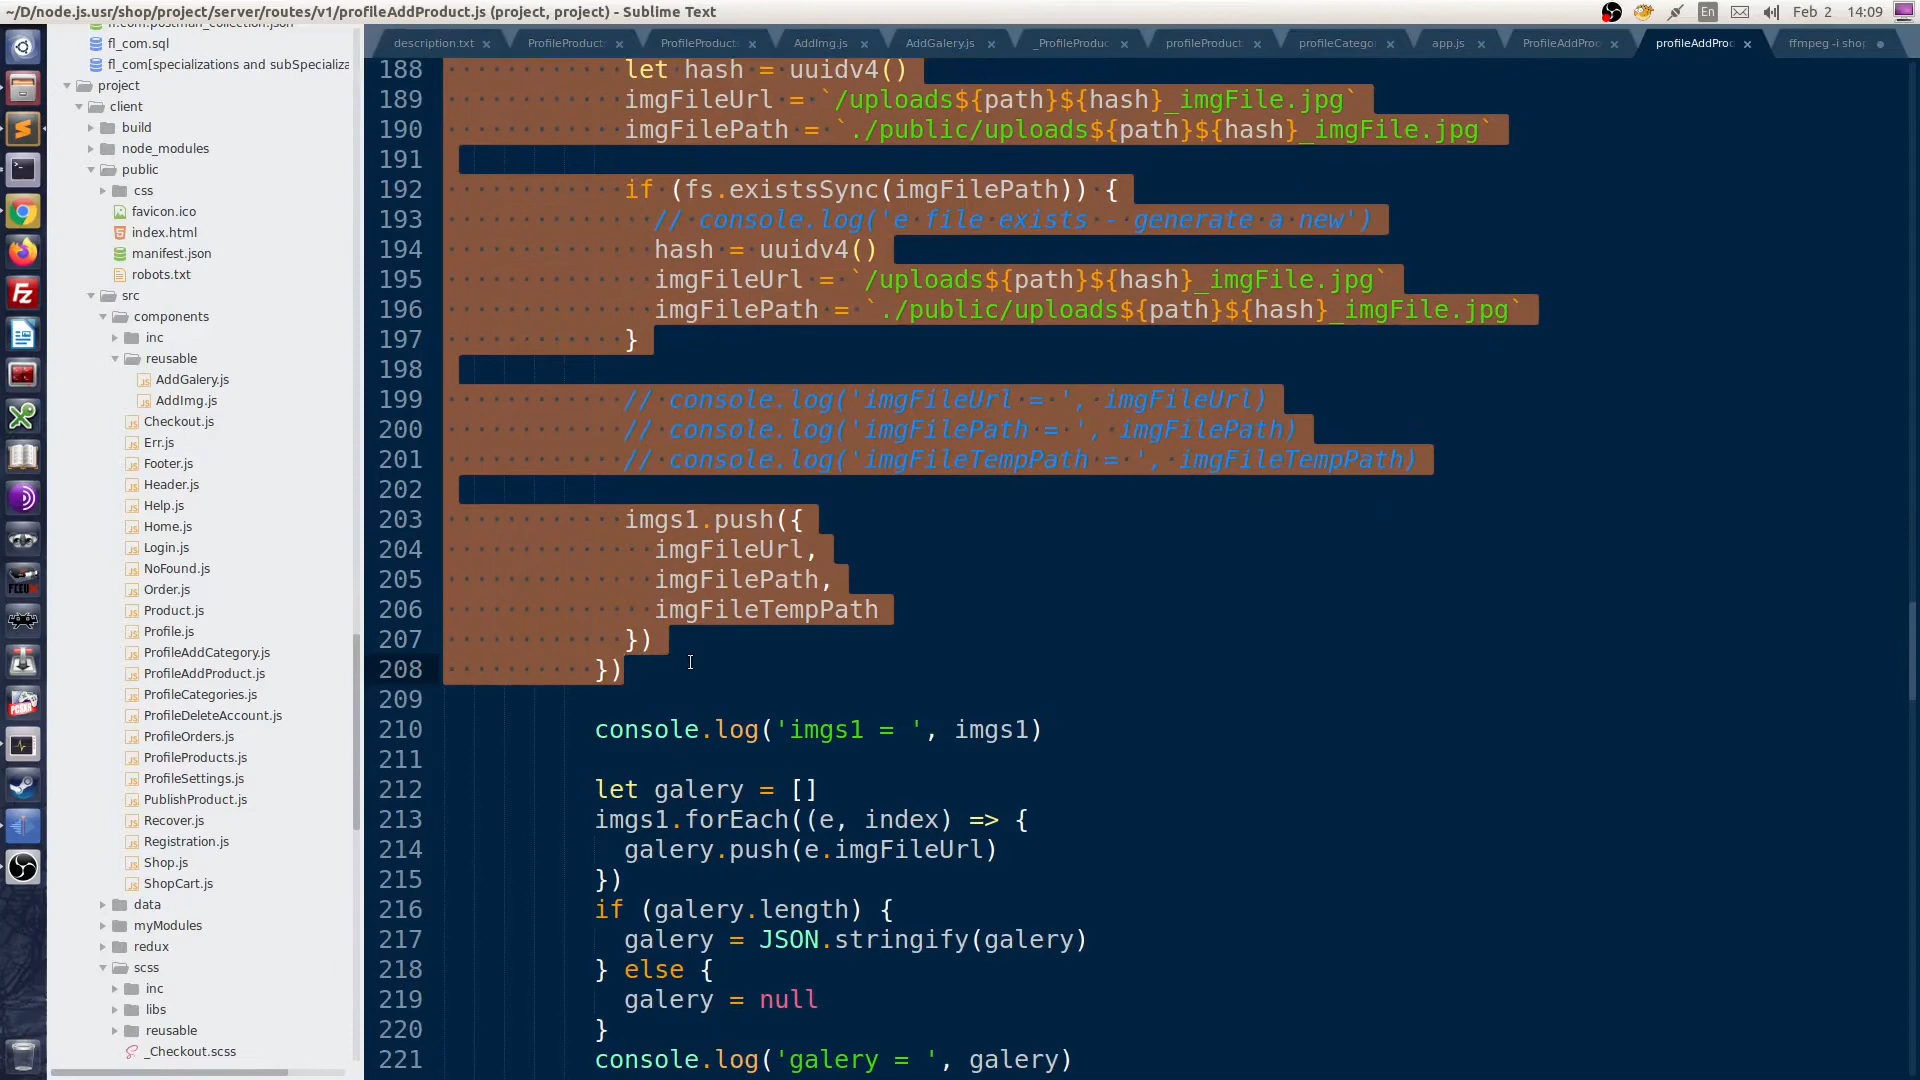 ~/D/node.js.usr/shop/project/server/routes/v1/profileAddProduct.js (project, project) - Sublime Text
En
Feb 2 14:09
fl_com.sql
fl_com[specializations and subSpecializa
project
client
build
node_modules
public
css
favicon.ico
index.html
manifest.json
robots.txt
src
components
inc
reusable
AddGalery.js
AddImg.js
Checkout.js
Err.js
Footer.js
Header.js
Help.js
Home.js
Login.js
NoFound.js
Order.js
Product.js
Profile.js
ProfileAddCategory.js
ProfileAddProduct.js
ProfileCategories.js
ProfileDeleteAccount.js
ProfileOrders.js
ProfileProducts.js
ProfileSettings.js
PublishProduct.js
Recover.js
Registration.js
Shop.js
ShopCart.js
data
myModules
redux
scss
inc
libs
reusable
_Checkout.scss
description.txt
ProfileProduct
ProfileProduct
AddImg.js
AddGalery.js
_ProfileProduc
profileProduct
profileCatego
app.js
ProfileAddPro
profileAddPro
ffmpeg -i shop
188 let hash = uuidv4()
189 imgFileUrl = `/uploads${path}${hash}_imgFile.jpg`
190 imgFilePath = `./public/uploads${path}${hash}_imgFile.jpg`
191
192 if (fs.existsSync(imgFilePath)) {
193 // console.log('e file exists - generate a new')
194 hash = uuidv4()
195 imgFileUrl = `/uploads${path}${hash}_imgFile.jpg`
196 imgFilePath = `./public/uploads${path}${hash}_imgFile.jpg`
197 }
198
199 // console.log('imgFileUrl = ', imgFileUrl)
200 // console.log('imgFilePath = ', imgFilePath)
201 // console.log('imgFileTempPath = ', imgFileTempPath)
202
203 imgs1.push({
204 imgFileUrl,
205 imgFilePath,
206 imgFileTempPath
207 })
208 })
209
210 console.log('imgs1 = ', imgs1)
211
212 let galery = []
213 imgs1.forEach((e, index) => {
214 galery.push(e.imgFileUrl)
215 })
216 if (galery.length) {
217 galery = JSON.stringify(galery)
218 } else {
219 galery = null
220 }
221 console.log('galery = ', galery)